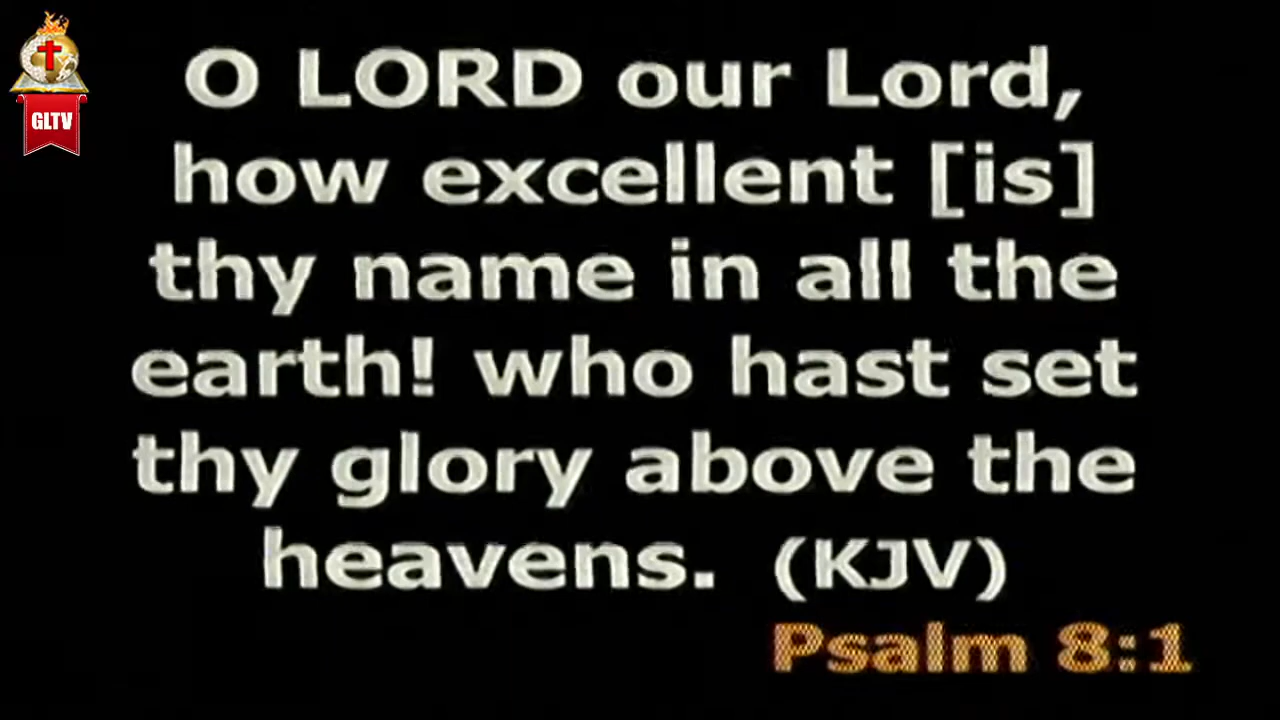 GLTV
O LORD our Lord,
how excellent [is]
thy name in all the
earth! who hast set
thy glory above the
heavens. (KJV)
Psalm 8:1